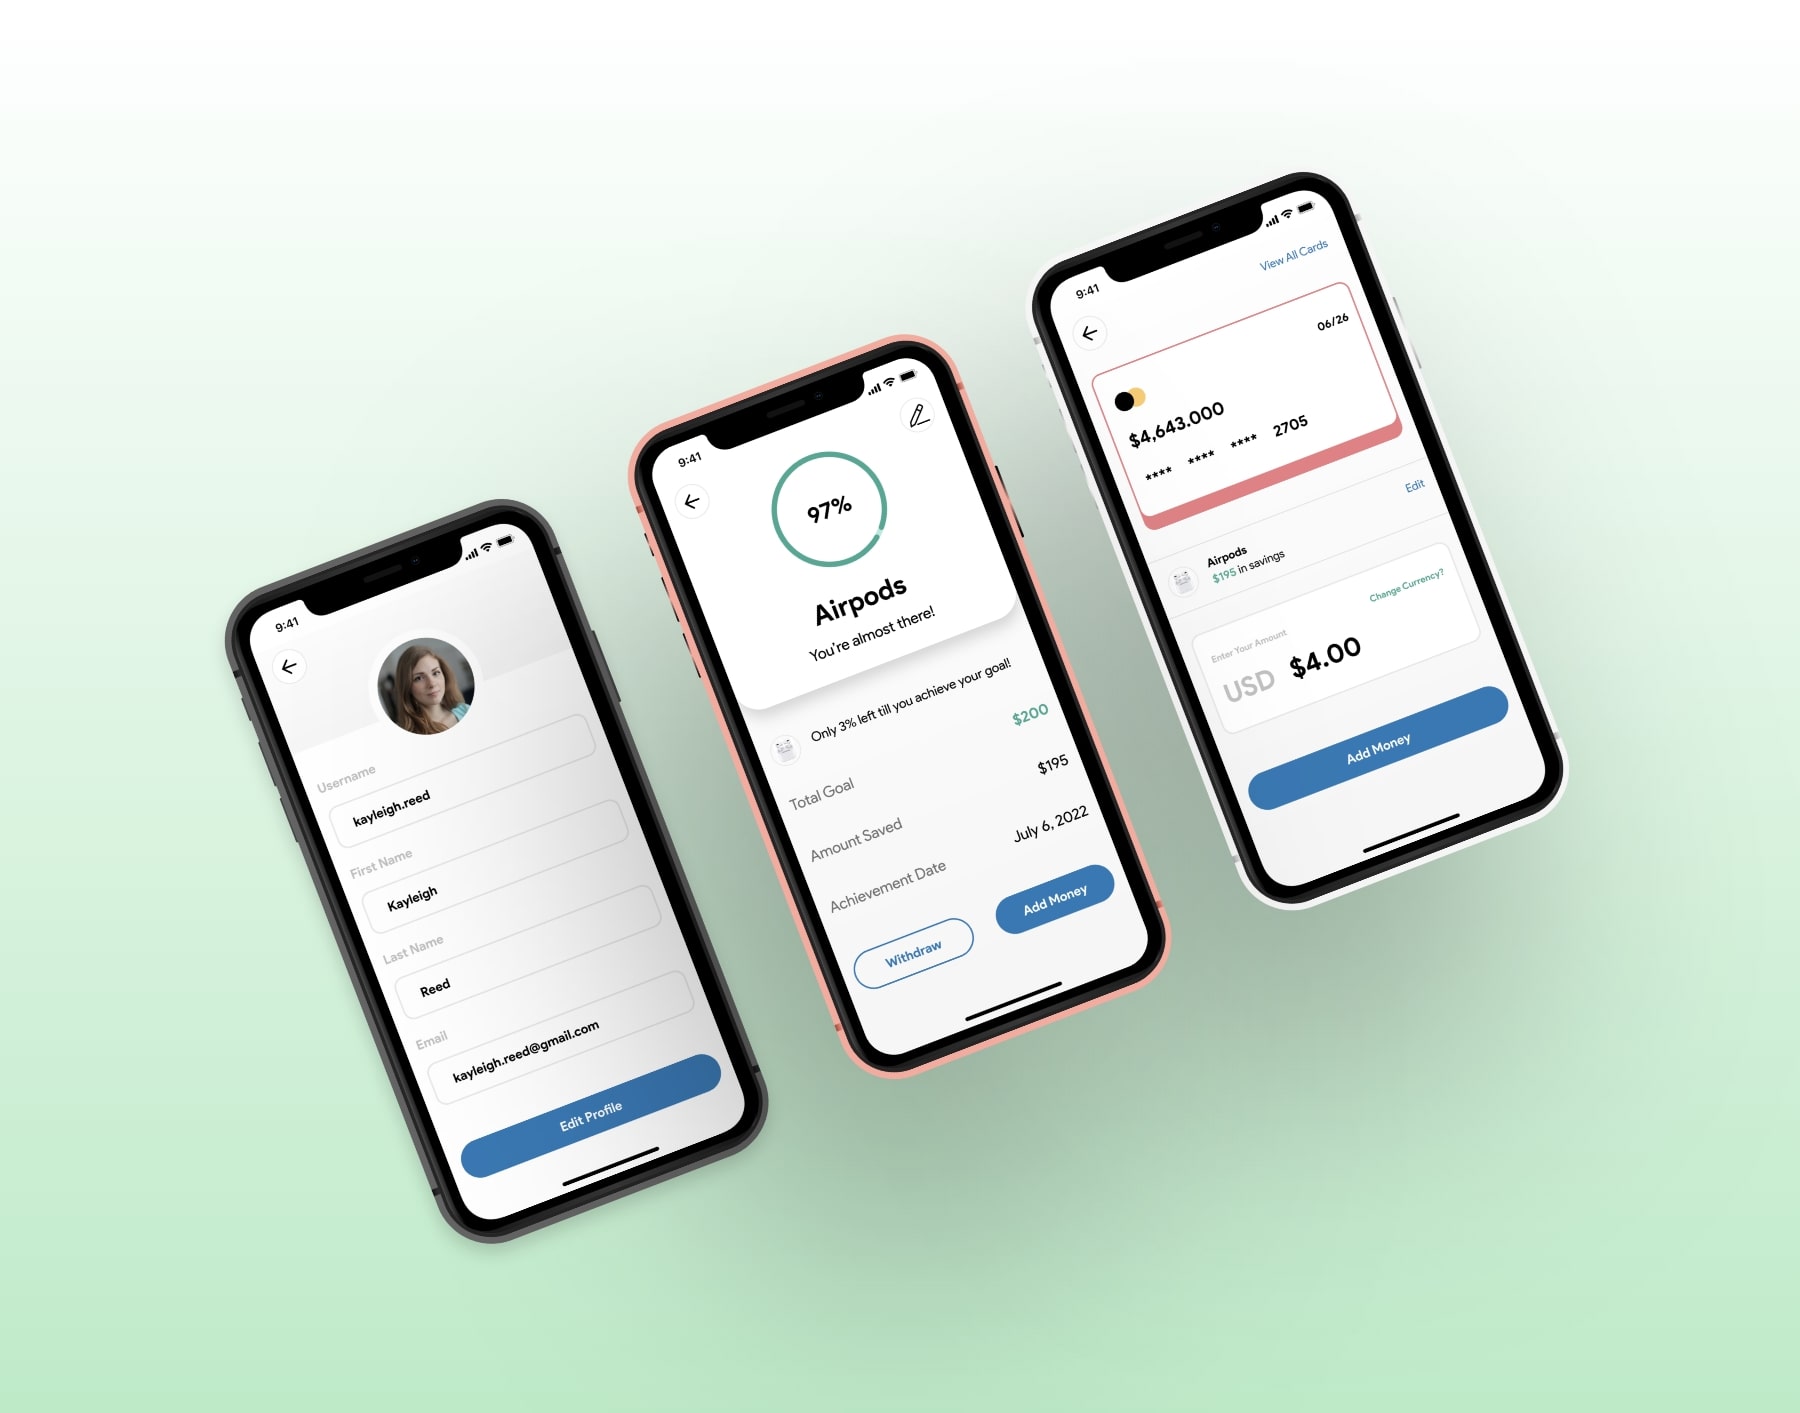 9:41
Username
kayleigh.reed
First Name
Kayleigh
Last Name
Reed
Email
kayleigh.reed@gmail.com
Edit Profile
9:41
97%
Airpods
You're almost there!
Only 3% left till you achieve your goal!
Total Goal $200
Amount Saved $195
Achievement Date July 6, 2022
Withdraw Add Money
9:41
View All Cards
06/26
$4,643.000
**** **** **** 2705
Edit
Airpods
$195 in savings
Change Currency?
Enter Your Amount
USD $4.00
Add Money